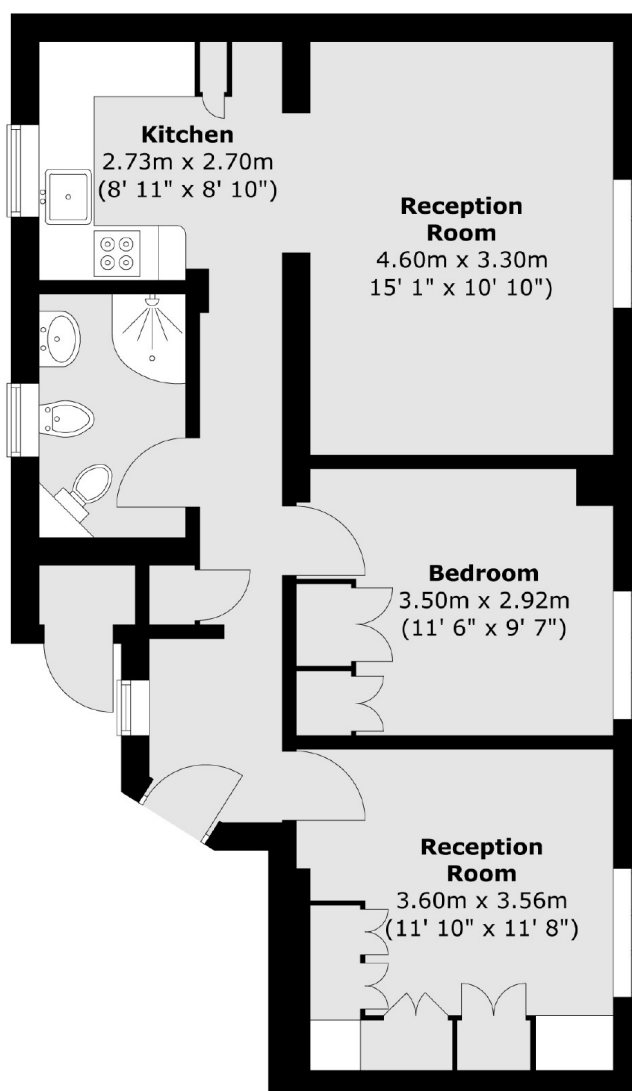 Kitchen
2.73m x 2.70m
(8' 11" x 8' 10")
Reception
Room
4.60m x 3.30m
15' 1" x 10' 10")
Bedroom
3.50m x 2.92m
(11' 6" x 9' 7")
Reception
Room
3.60m x 3.56m
(11' 10" x 11' 8")